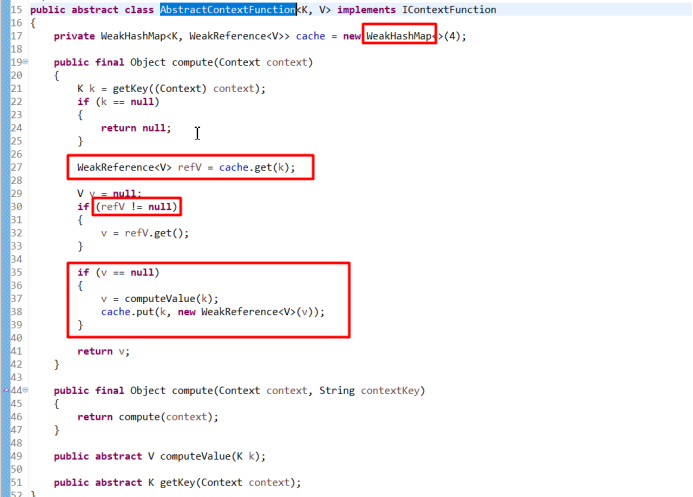 15 public abstract class AbstractContextFunction<K, V> implements IContextFunction
16 {
17     private WeakHashMap<K, WeakReference<V>> cache = new WeakHashMap<>(4);
18
19     public final Object compute(Context context)
20     {
21         K k = getKey((Context) context);
22         if (k == null)
23         {
24             return null;
25         }
26
27         WeakReference<V> refV = cache.get(k);
28
29         V v = null;
30         if (refV != null)
31         {
32             v = refV.get();
33         }
34
35         if (v == null)
36         {
37             v = computeValue(k);
38             cache.put(k, new WeakReference<V>(v));
39         }
40
41         return v;
42     }
43
44     public final Object compute(Context context, String contextKey)
45     {
46         return compute(context);
47     }
48
49     public abstract V computeValue(K k);
50
51     public abstract K getKey(Context context);
52 }